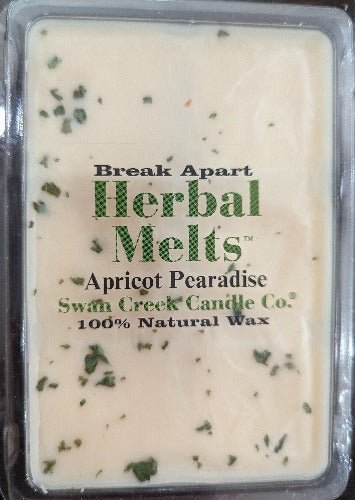 Break Apart
Herbal
Melts™
Apricot Pearadise
Swan Creek Candle Co.®
100% Natural Wax